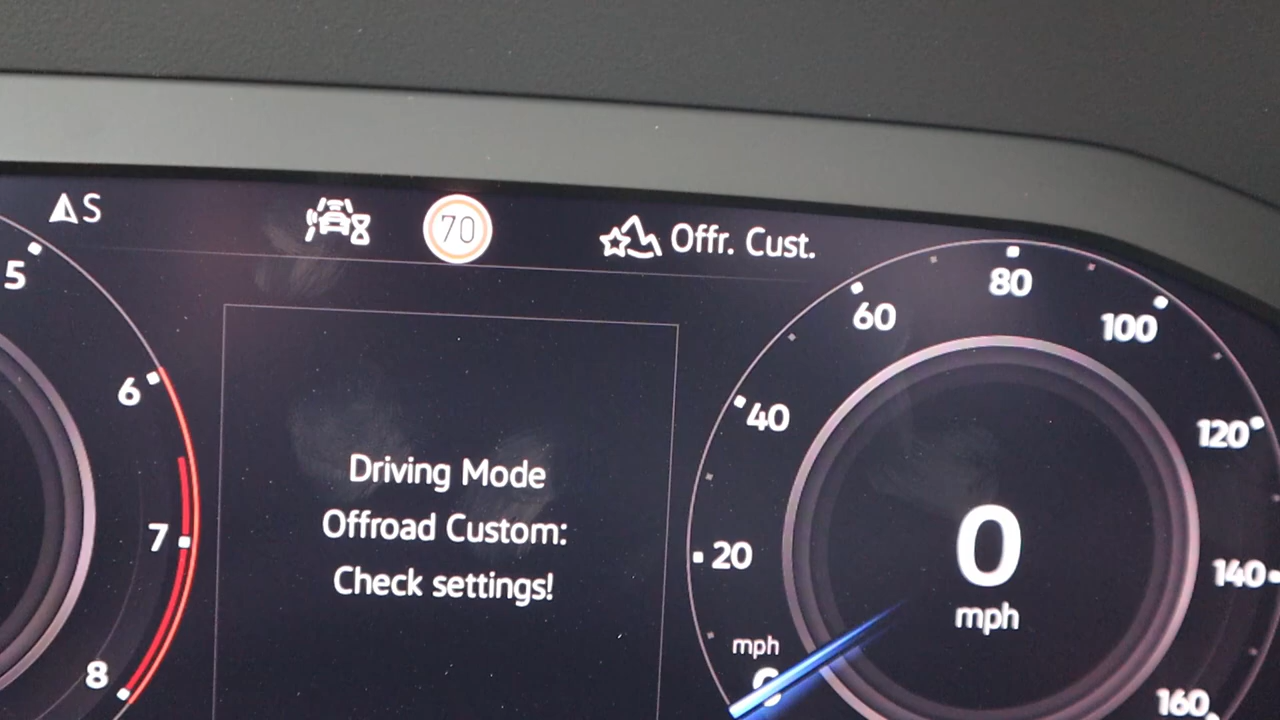 S
70
Offr. Cust.
5
6
7
8
Driving Mode
Offroad Custom:
Check settings!
20
40
60
80
100
120
140
160
0
mph
mph